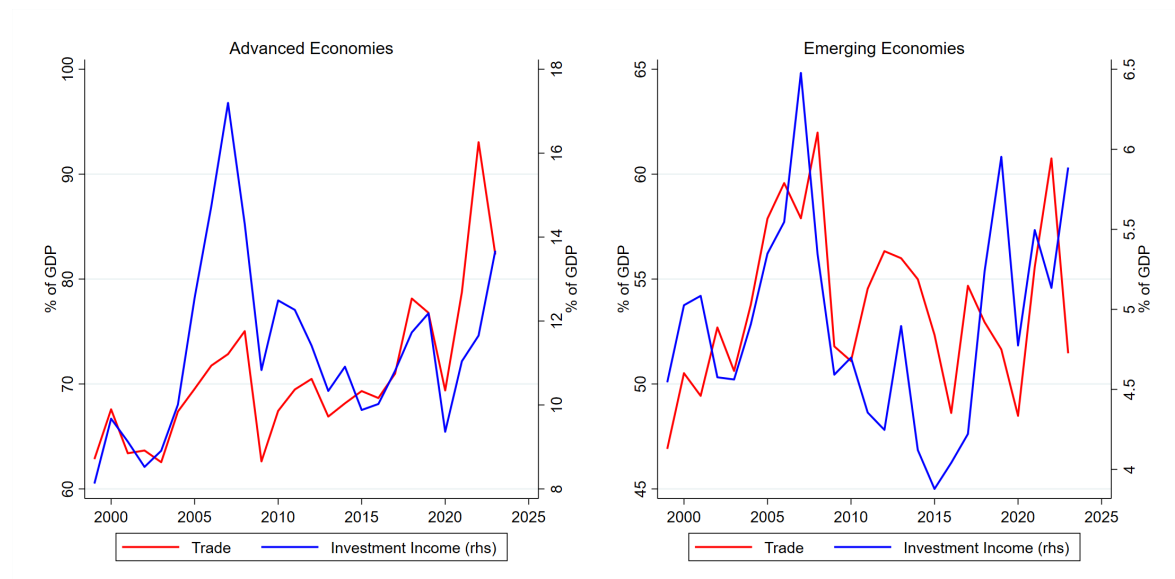 Advanced Economies
% of GDP
100
90
80
70
60
18
16
14
12
10
8
% of GDP
2000 2005 2010 2015 2020 2025
Trade Investment Income (rhs)
Emerging Economies
% of GDP
65
60
55
50
45
6.5
6
5.5
5
4.5
4
% of GDP
2000 2005 2010 2015 2020 2025
Trade Investment Income (rhs)